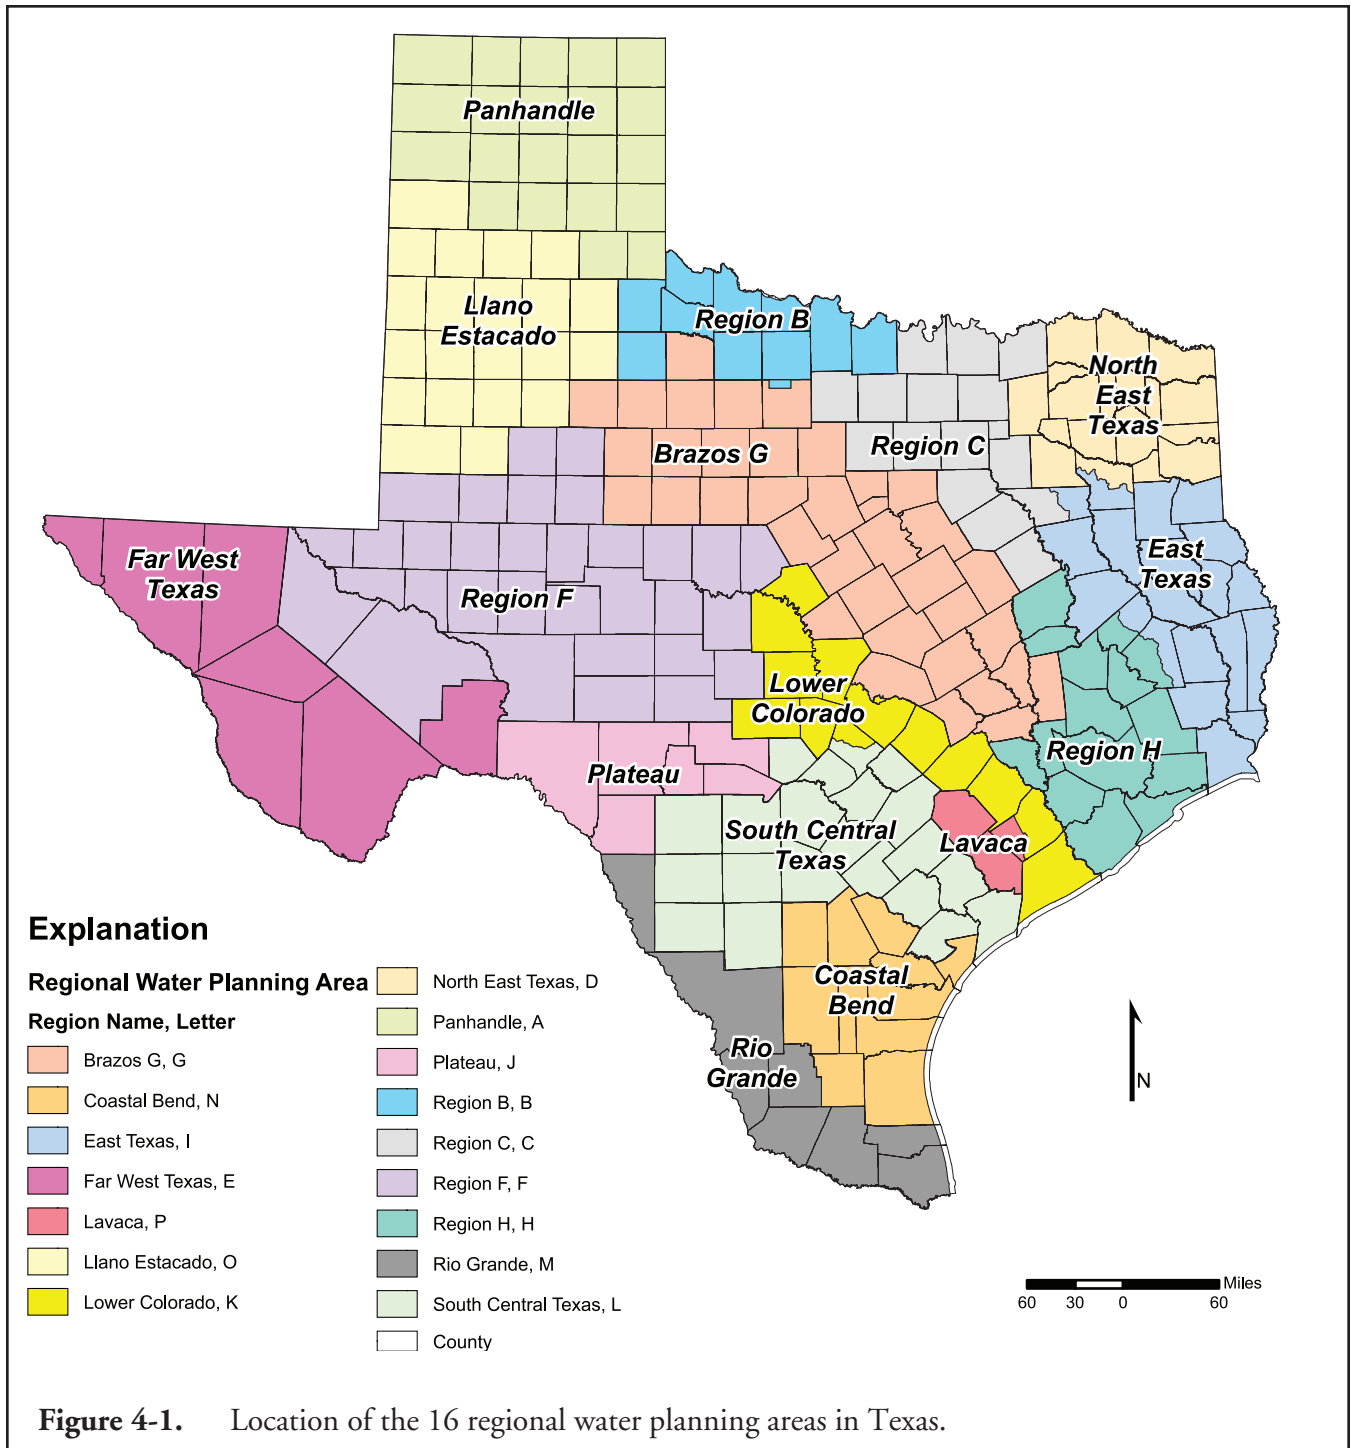 Panhandle
Llano
Estacado
Region B
North
East
Texas
Brazos G
Region C
Far West
Texas
East
Texas
Region F
Lower
Colorado
Region H
Plateau
South Central
Texas
Lavaca
Coastal
Bend
Rio
Grande
Explanation
Regional Water Planning Area
Region Name, Letter
Brazos G, G
Coastal Bend, N
East Texas, I
Far West Texas, E
Lavaca, P
Llano Estacado, O
Lower Colorado, K
North East Texas, D
Panhandle, A
Plateau, J
Region B, B
Region C, C
Region F, F
Region H, H
Rio Grande, M
South Central Texas, L
County
N
Miles
60 30 0 60
Figure 4-1. Location of the 16 regional water planning areas in Texas.